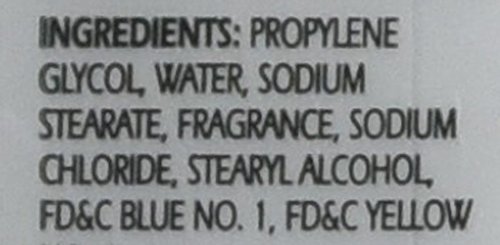 INGREDIENTS: PROPYLENE
GLYCOL, WATER, SODIUM
STEARATE, FRAGRANCE, SODIUM
CHLORIDE, STEARYL ALCOHOL,
FD&C BLUE NO. 1, FD&C YELLOW